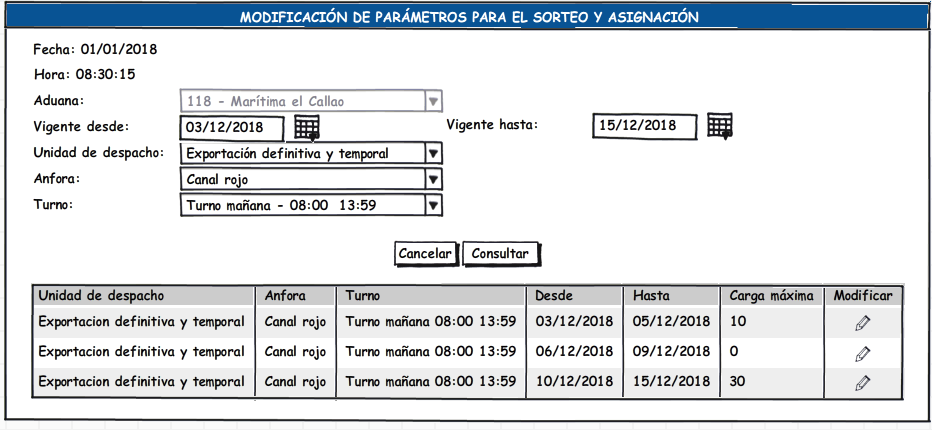 MODIFICACIÓN DE PARÁMETROS PARA EL SORTEO Y ASIGNACIÓN
Fecha: 01/01/2018
Hora: 08:30:15
Aduana: 118 - Marítima el Callao
Vigente desde: 03/12/2018 Vigente hasta: 15/12/2018
Unidad de despacho: Exportación definitiva y temporal
Anfora: Canal rojo
Turno: Turno mañana - 08:00 13:59
Cancelar Consultar
Unidad de despacho Anfora Turno Desde Hasta Carga máxima Modificar
Exportacion definitiva y temporal Canal rojo Turno mañana 08:00 13:59 03/12/2018 05/12/2018 10
Exportacion definitiva y temporal Canal rojo Turno mañana 08:00 13:59 06/12/2018 09/12/2018 0
Exportacion definitiva y temporal Canal rojo Turno mañana 08:00 13:59 10/12/2018 15/12/2018 30